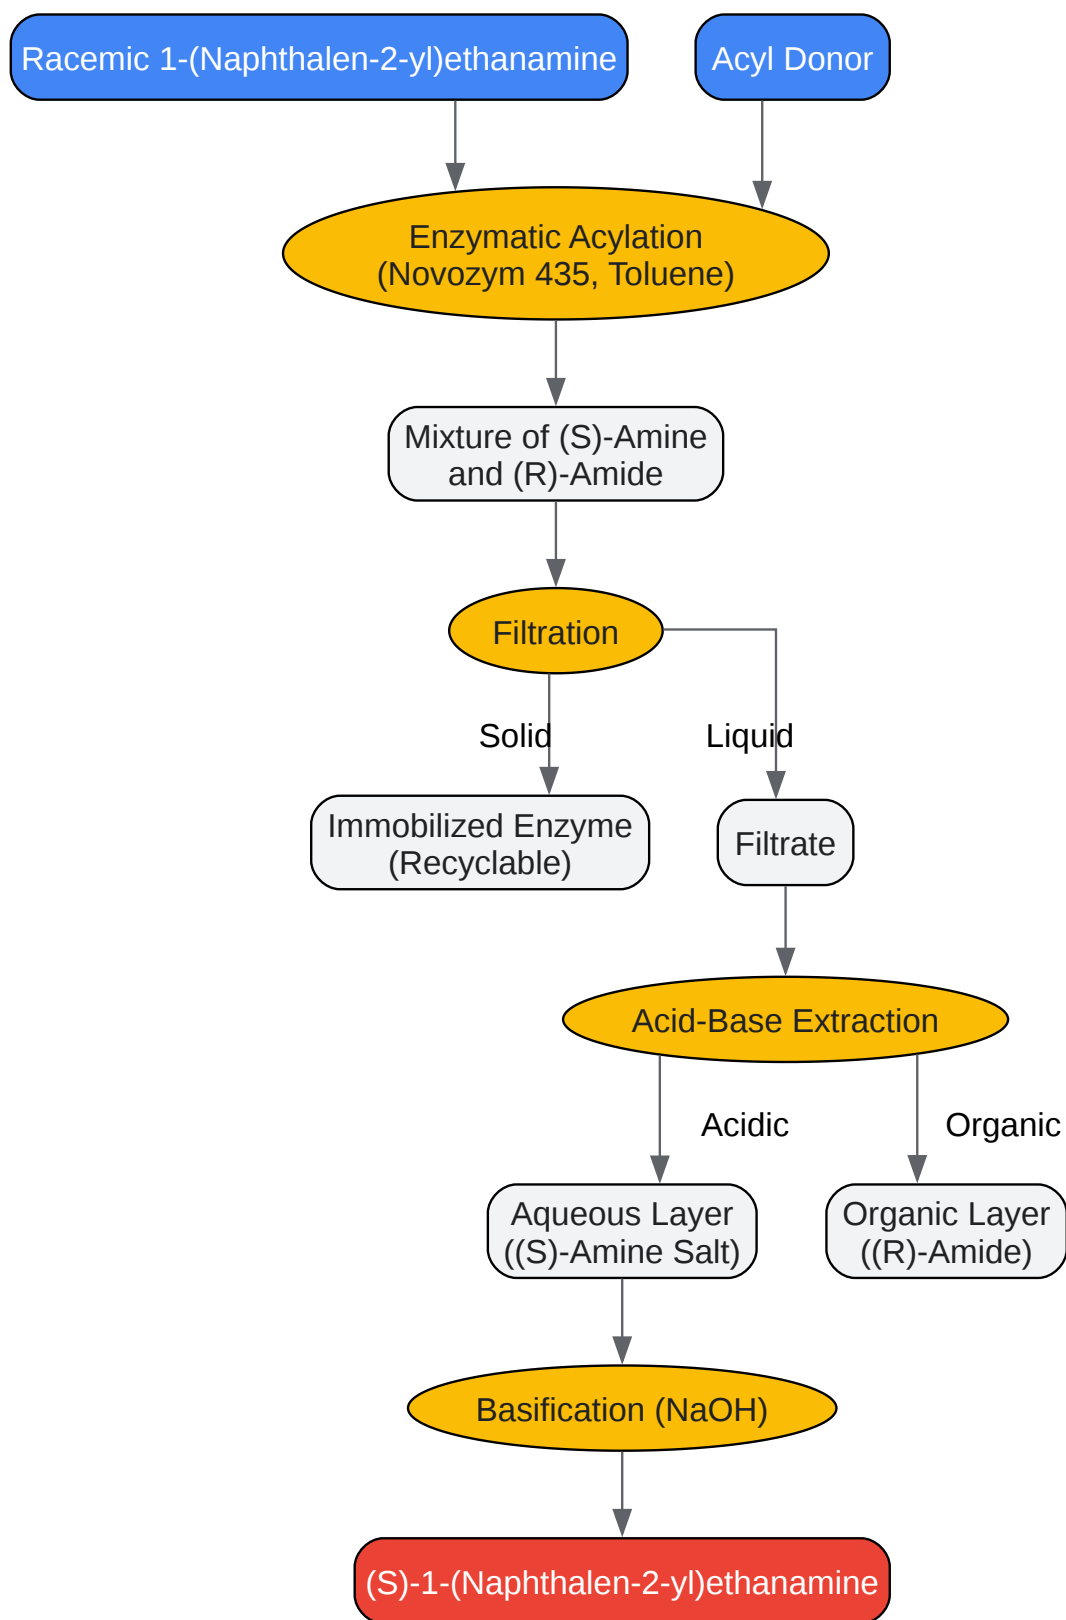 Racemic 1-(Naphthalen-2-yl)ethanamine
Acyl Donor
Enzymatic Acylation
(Novozym 435, Toluene)
Mixture of (S)-Amine
and (R)-Amide
Filtration
Solid
Liquid
Immobilized Enzyme
(Recyclable)
Filtrate
Acid-Base Extraction
Acidic
Organic
Aqueous Layer
((S)-Amine Salt)
Organic Layer
((R)-Amide)
Basification (NaOH)
(S)-1-(Naphthalen-2-yl)ethanamine